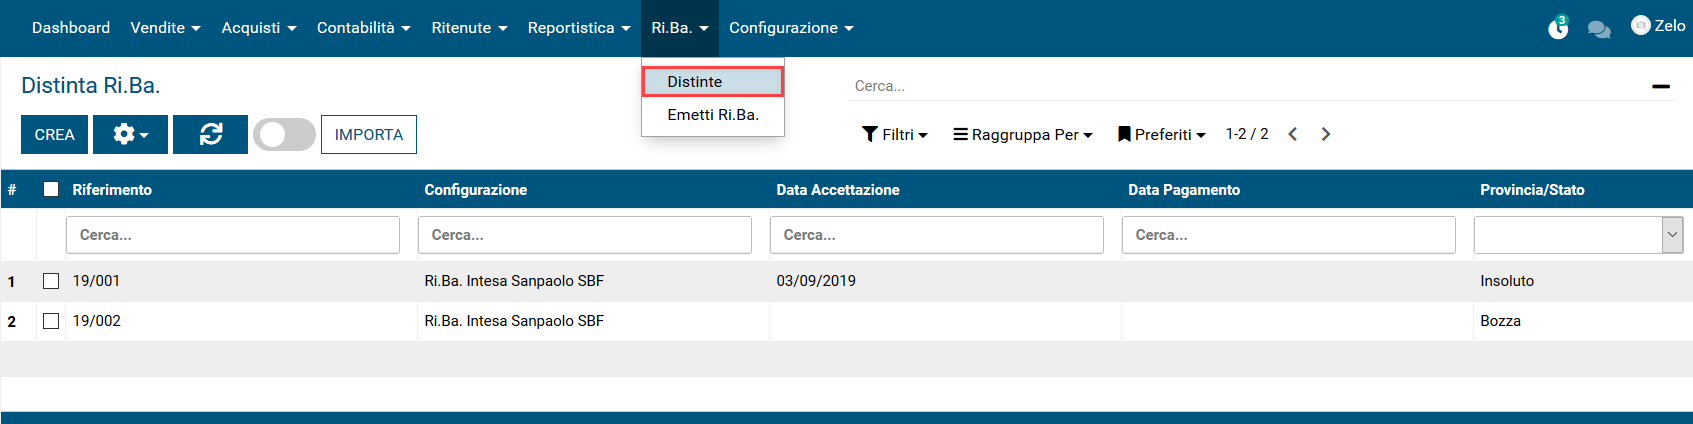 Dashboard Vendite Acquisti Contabilità Ritenute Reportistica Ri.Ba. Configurazione 3 Zelo
Distinte
Emetti Ri.Ba.
Distinta Ri.Ba.
Cerca...
CREA IMPORTA Filtri Raggruppa Per Preferiti 1-2 / 2
# Riferimento Configurazione Data Accettazione Data Pagamento Provincia/Stato
Cerca... Cerca... Cerca... Cerca...
1 19/001 Ri.Ba. Intesa Sanpaolo SBF 03/09/2019 Insoluto
2 19/002 Ri.Ba. Intesa Sanpaolo SBF Bozza